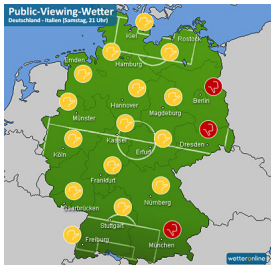 Public-Viewing-Wetter
Deutschland - Italien (Samstag, 21 Uhr)
Kiel
Rostock
Emden
Hamburg
Hannover
Berlin
Münster
Magdeburg
Kassel
Köln
Erfurt
Dresden
Frankfurt
Saarbrücken
Nürnberg
Stuttgart
Freiburg
München
wetteronline